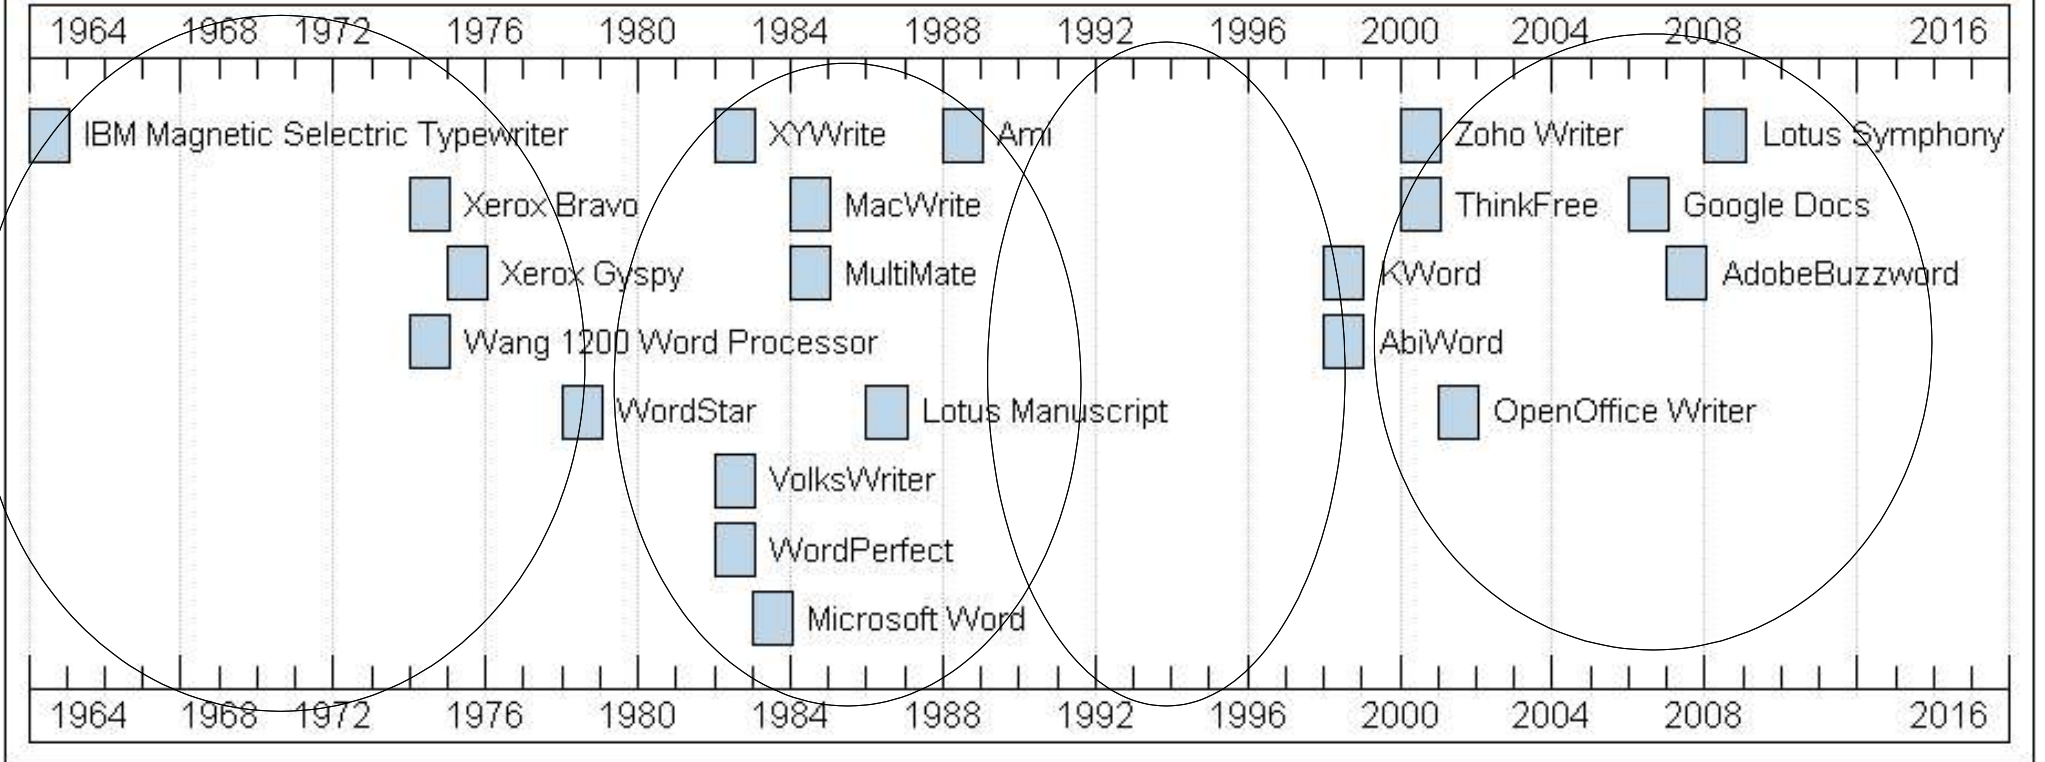 1964 1968 1972 1976 1980 1984 1988 1992 1996 2000 2004 2008 2016
IBM Magnetic Selectric Typewriter XYWrite Ami Zoho Writer Lotus Symphony
Xerox Bravo MacWrite ThinkFree Google Docs
Xerox Gyspy MultiMate KWord AdobeBuzzword
Wang 1200 Word Processor AbiWord
WordStar Lotus Manuscript OpenOffice Writer
VolksWriter
WordPerfect
Microsoft Word
1964 1968 1972 1976 1980 1984 1988 1992 1996 2000 2004 2008 2016